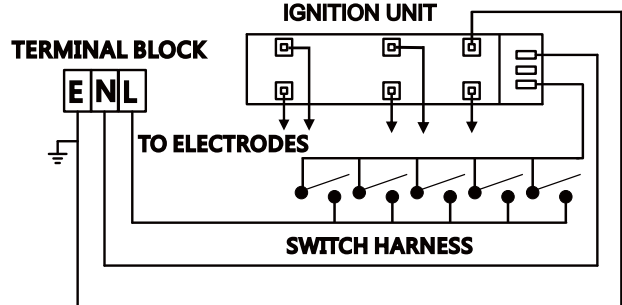 IGNITION UNIT
TERMINAL BLOCK
E N L
TO ELECTRODES
SWITCH HARNESS